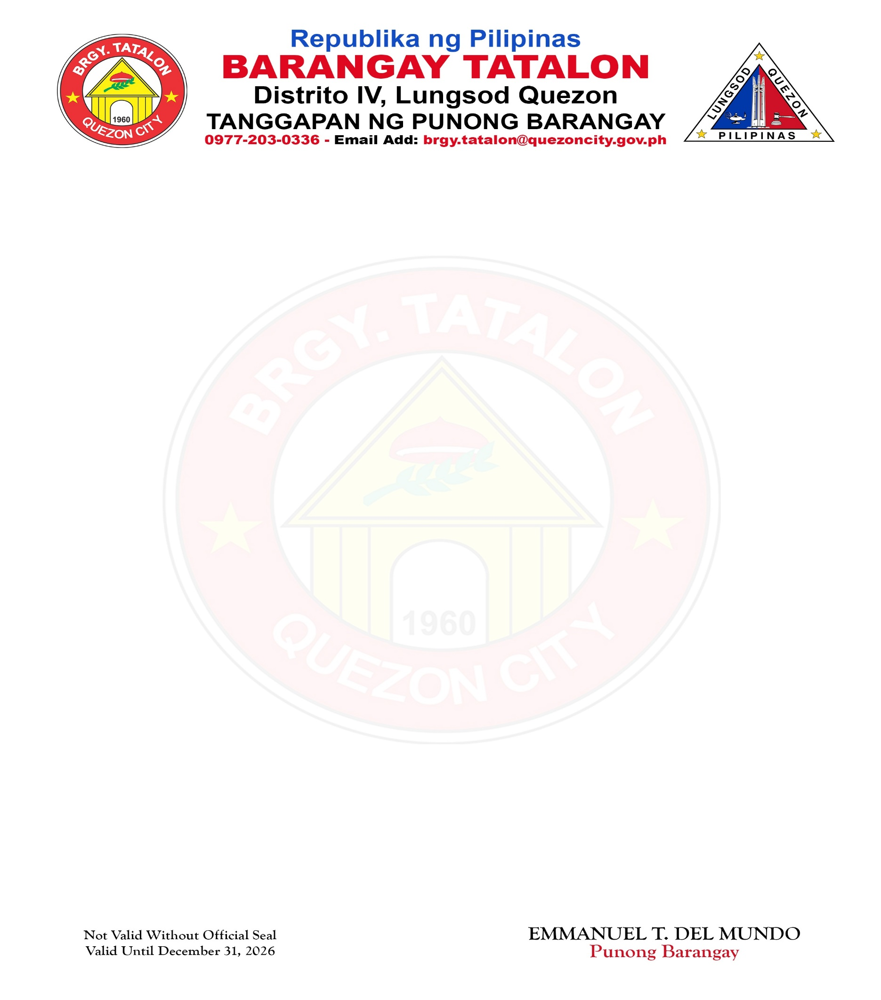 BRGY. TATALON
1960
QUEZON CITY
Republika ng Pilipinas
BARANGAY TATALON
Distrito IV, Lungsod Quezon
TANGGAPAN NG PUNONG BARANGAY
0977-203-0336 - Email Add: brgy.tatalon@quezoncity.gov.ph
LUNGSOD QUEZON
PILIPINAS
BRGY. TATALON
1960
QUEZON CITY
Not Valid Without Official Seal
Valid Until December 31, 2026
EMMANUEL T. DEL MUNDO
Punong Barangay